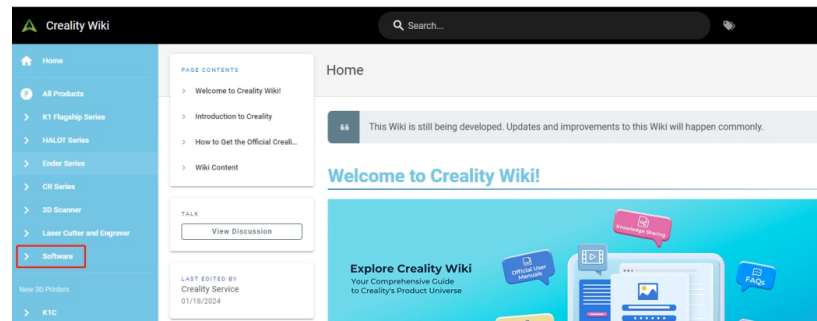 Creality Wiki
Search...
Home
All Products
K1 Flagship Series
HALOT Series
Ender Series
CR Series
3D Scanner
Laser Cutter and Engraver
Software
New 3D Printers
K1C
PAGE CONTENTS
Welcome to Creality Wiki!
Introduction to Creality
How to Get the Official Creali...
Wiki Content
TALK
View Discussion
LAST EDITED BY
Creality Service
01/18/2024
Home
This Wiki is still being developed. Updates and improvements to this Wiki will happen commonly.
Welcome to Creality Wiki!
Explore Creality Wiki
Your Comprehensive Guide
to Creality's Product Universe
Official User
Manuals
Knowledge Sharing
FAQs